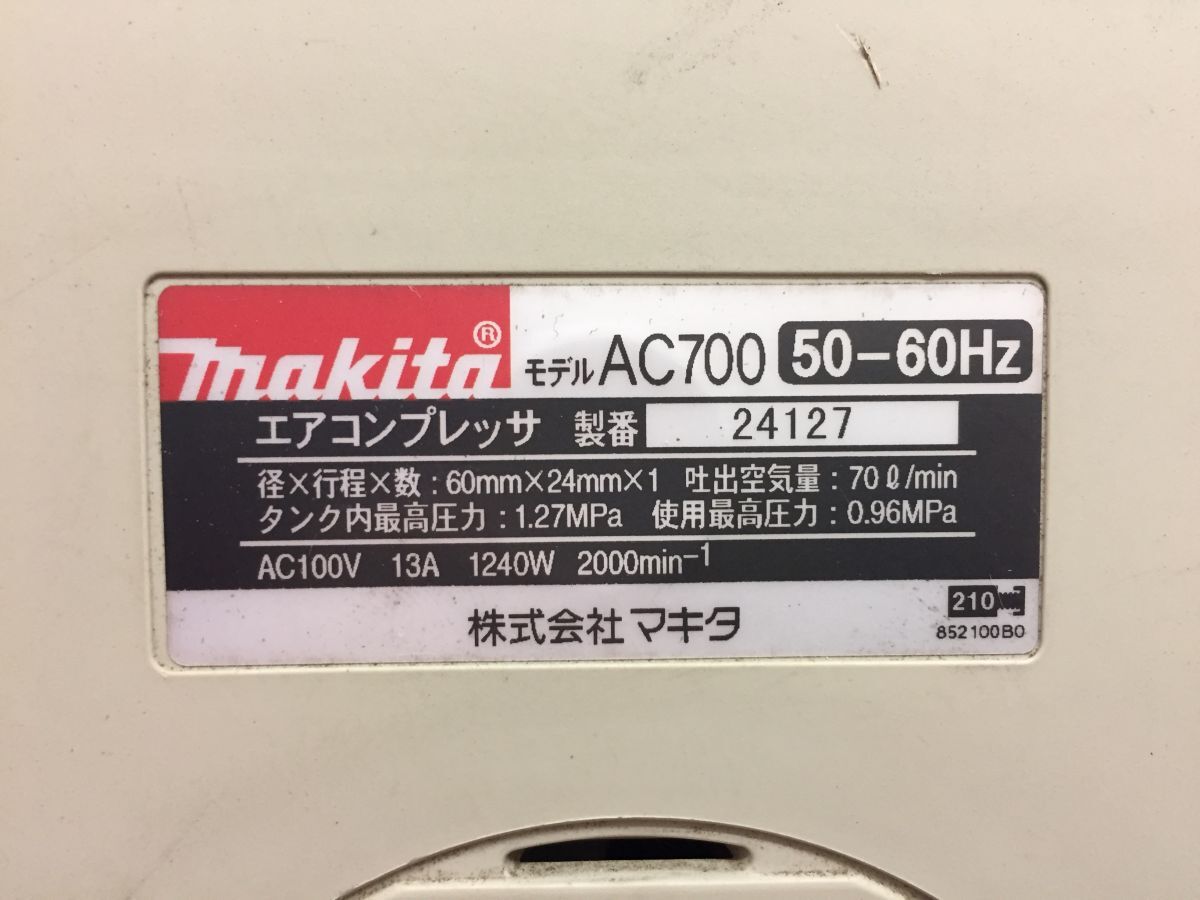 makita® モデル AC700 50-60Hz
エアコンプレッサ 製番 24127
径×行程×数:60mm×24mm×1 吐出空気量:70ℓ/min
タンク内最高圧力:1.27MPa 使用最高圧力:0.96MPa
AC100V 13A 1240W 2000min-1
210
株式会社マキタ
852100B0